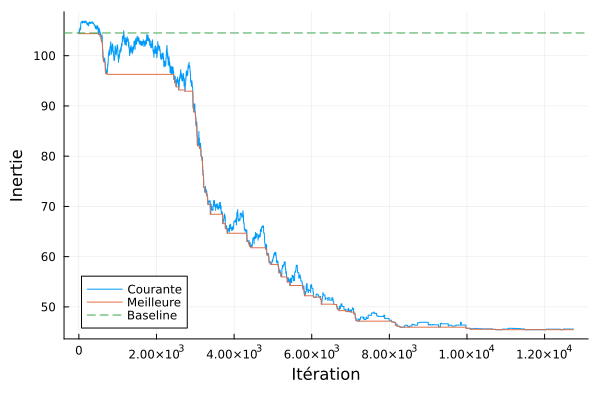 Inertie
100
90
80
70
60
50
Courante
Meilleure
Baseline
0 2.00×10³ 4.00×10³ 6.00×10³ 8.00×10³ 1.00×10⁴ 1.20×10⁴
Itération